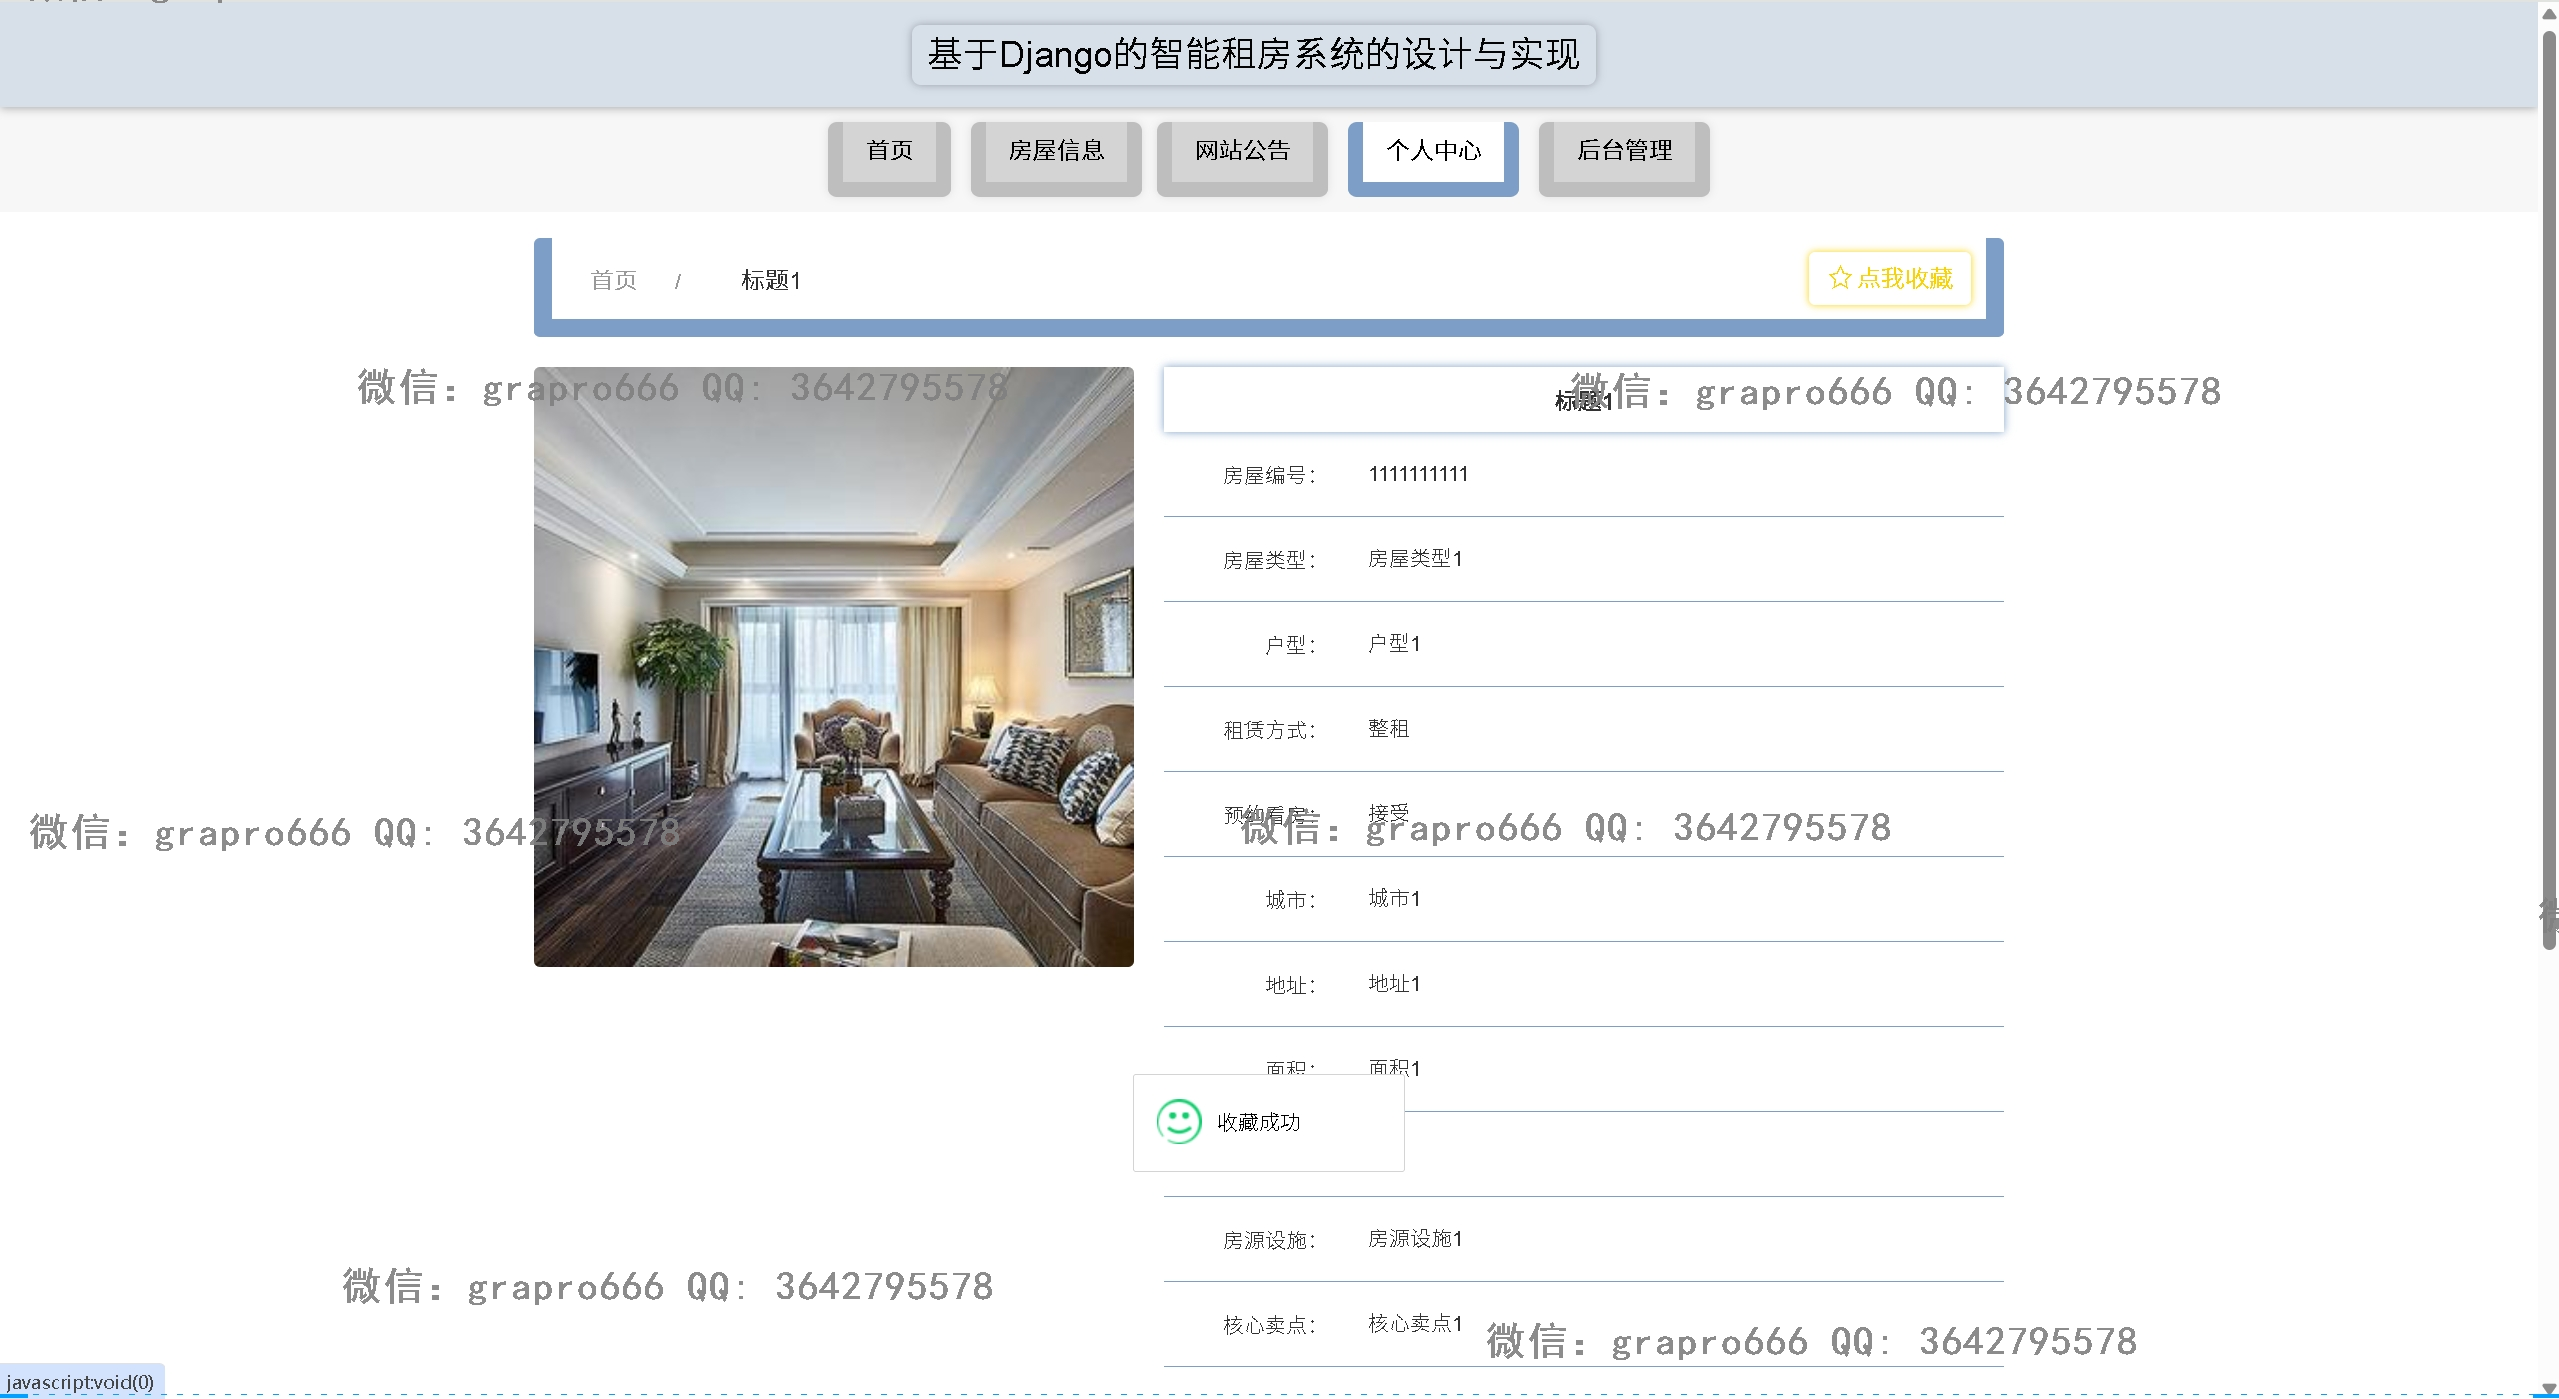 基于Django的智能租房系统的设计与实现
首页
房屋信息
网站公告
个人中心
后台管理
首页 / 标题1
点我收藏
微信: grapro666 QQ: 3642795578
微信: grapro666 QQ: 3642795578
标题1
房屋编号: 1111111111
房屋类型: 房屋类型1
户型: 户型1
租赁方式: 整租
预约看房: 接受
微信: grapro666 QQ: 3642795578
微信: grapro666 QQ: 3642795578
城市: 城市1
地址: 地址1
面积: 面积1
收藏成功
房源设施: 房源设施1
微信: grapro666 QQ: 3642795578
核心卖点: 核心卖点1
微信: grapro666 QQ: 3642795578
javascript:void(0)